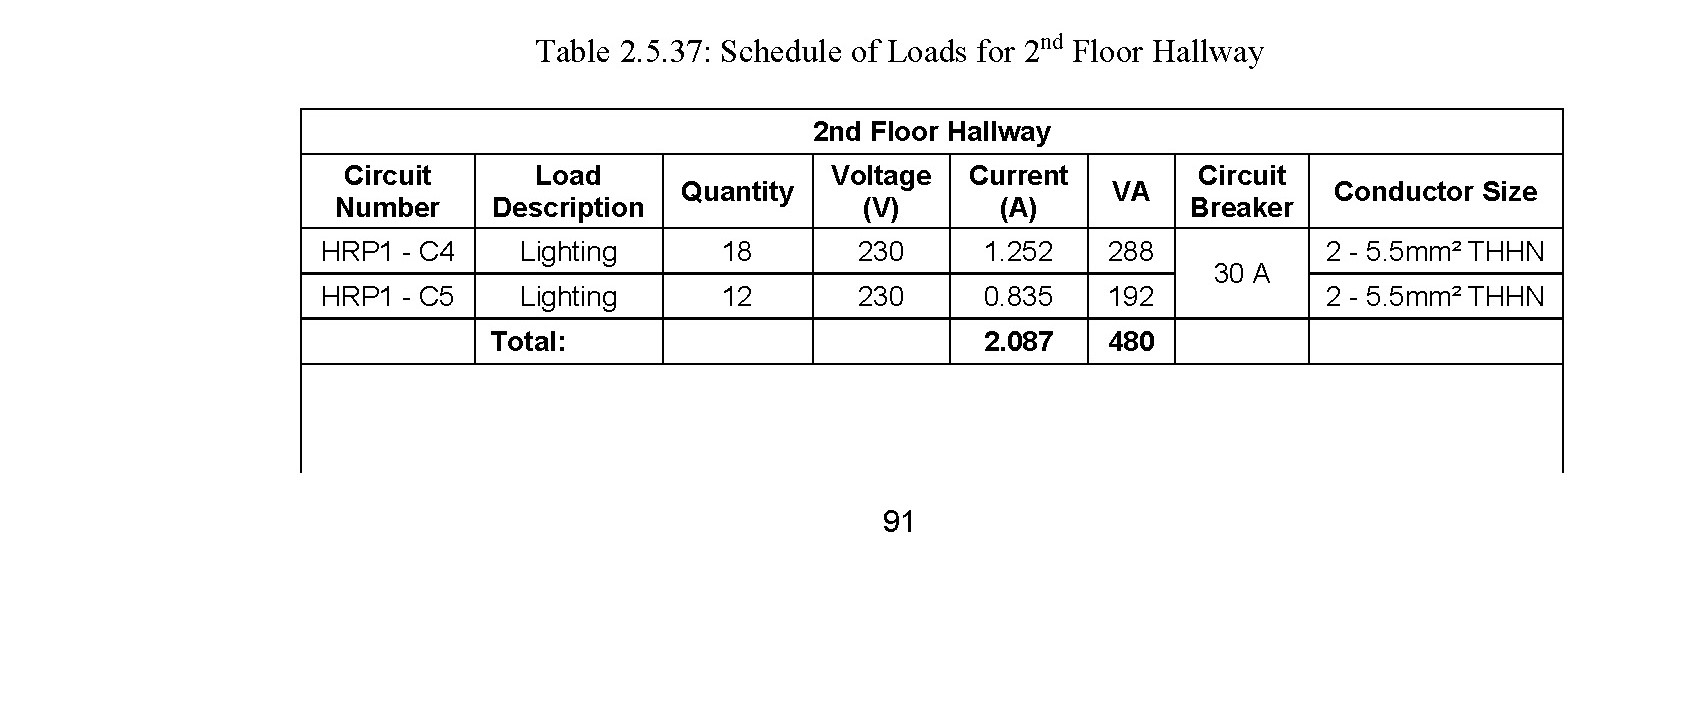 Table 2.5.37: Schedule of Loads for 2nd Floor Hallway
2nd Floor Hallway
Circuit Number Load Description Quantity Voltage (V) Current (A) VA Circuit Breaker Conductor Size
HRP1 - C4 Lighting 18 230 1.252 288 30 A 2 - 5.5mm² THHN
HRP1 - C5 Lighting 12 230 0.835 192 2 - 5.5mm² THHN
Total: 2.087 480
91